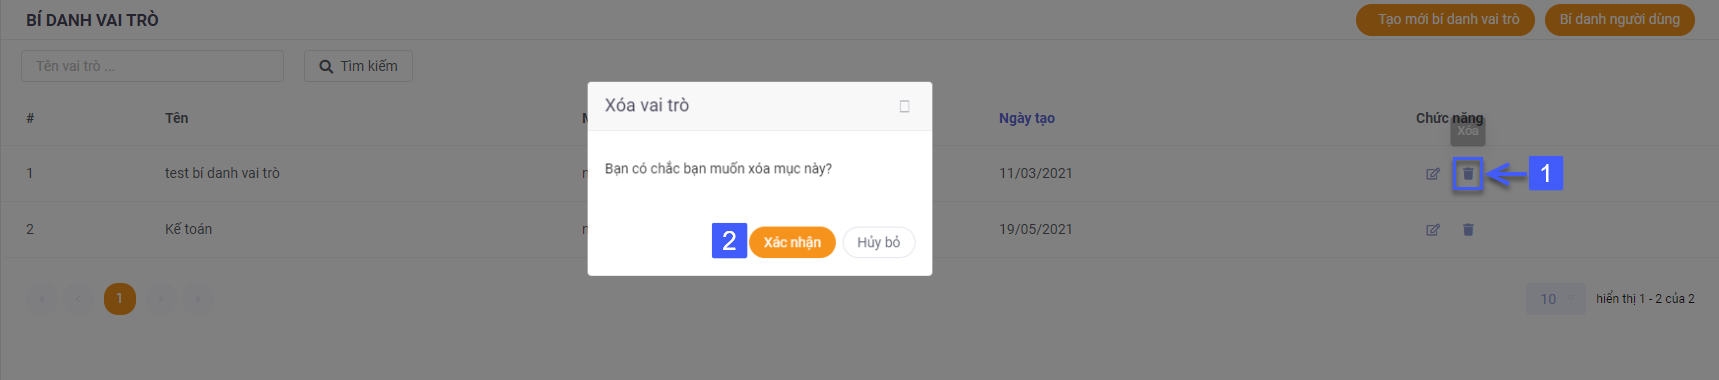 BÍ DANH VAI TRÒ
Tạo mới bí danh vai trò
Bí danh người dùng
Tên vai trò ...
Tìm kiếm
Xóa vai trò
# Tên Ngày tạo Chức năng
Xóa
1 test bí danh vai trò 11/03/2021
1
Bạn có chắc bạn muốn xóa mục này?
2 Kế toán 19/05/2021
2 Xác nhận Hủy bỏ
1
10 hiển thị 1 - 2 của 2